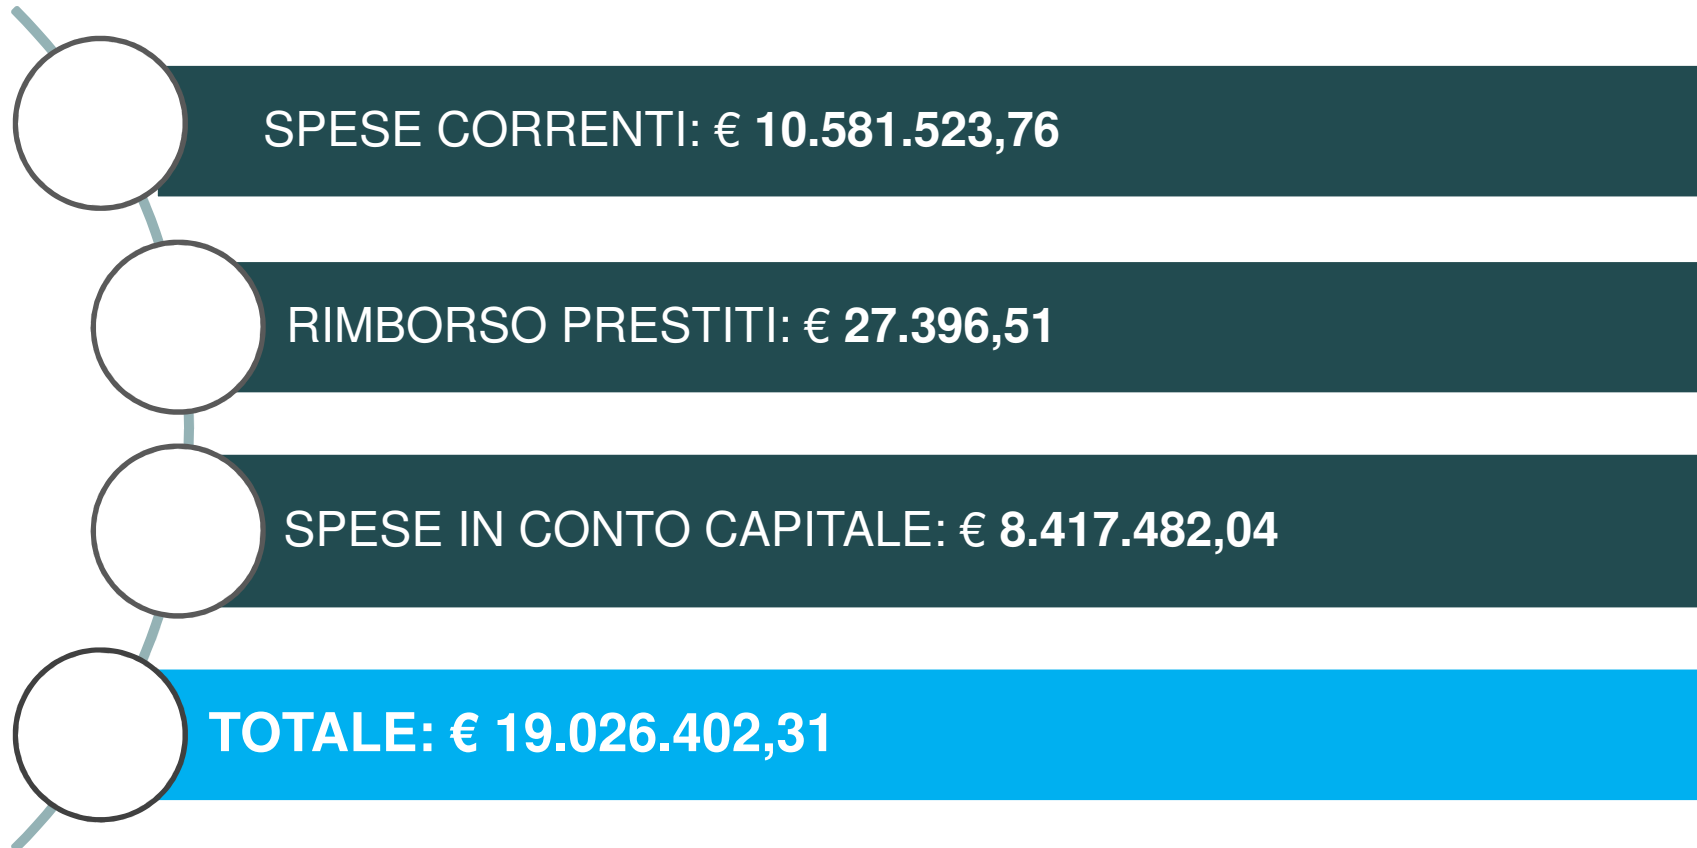 SPESE CORRENTI: € 10.581.523,76
RIMBORSO PRESTITI: € 27.396,51
SPESE IN CONTO CAPITALE: € 8.417.482,04
TOTALE: € 19.026.402,31